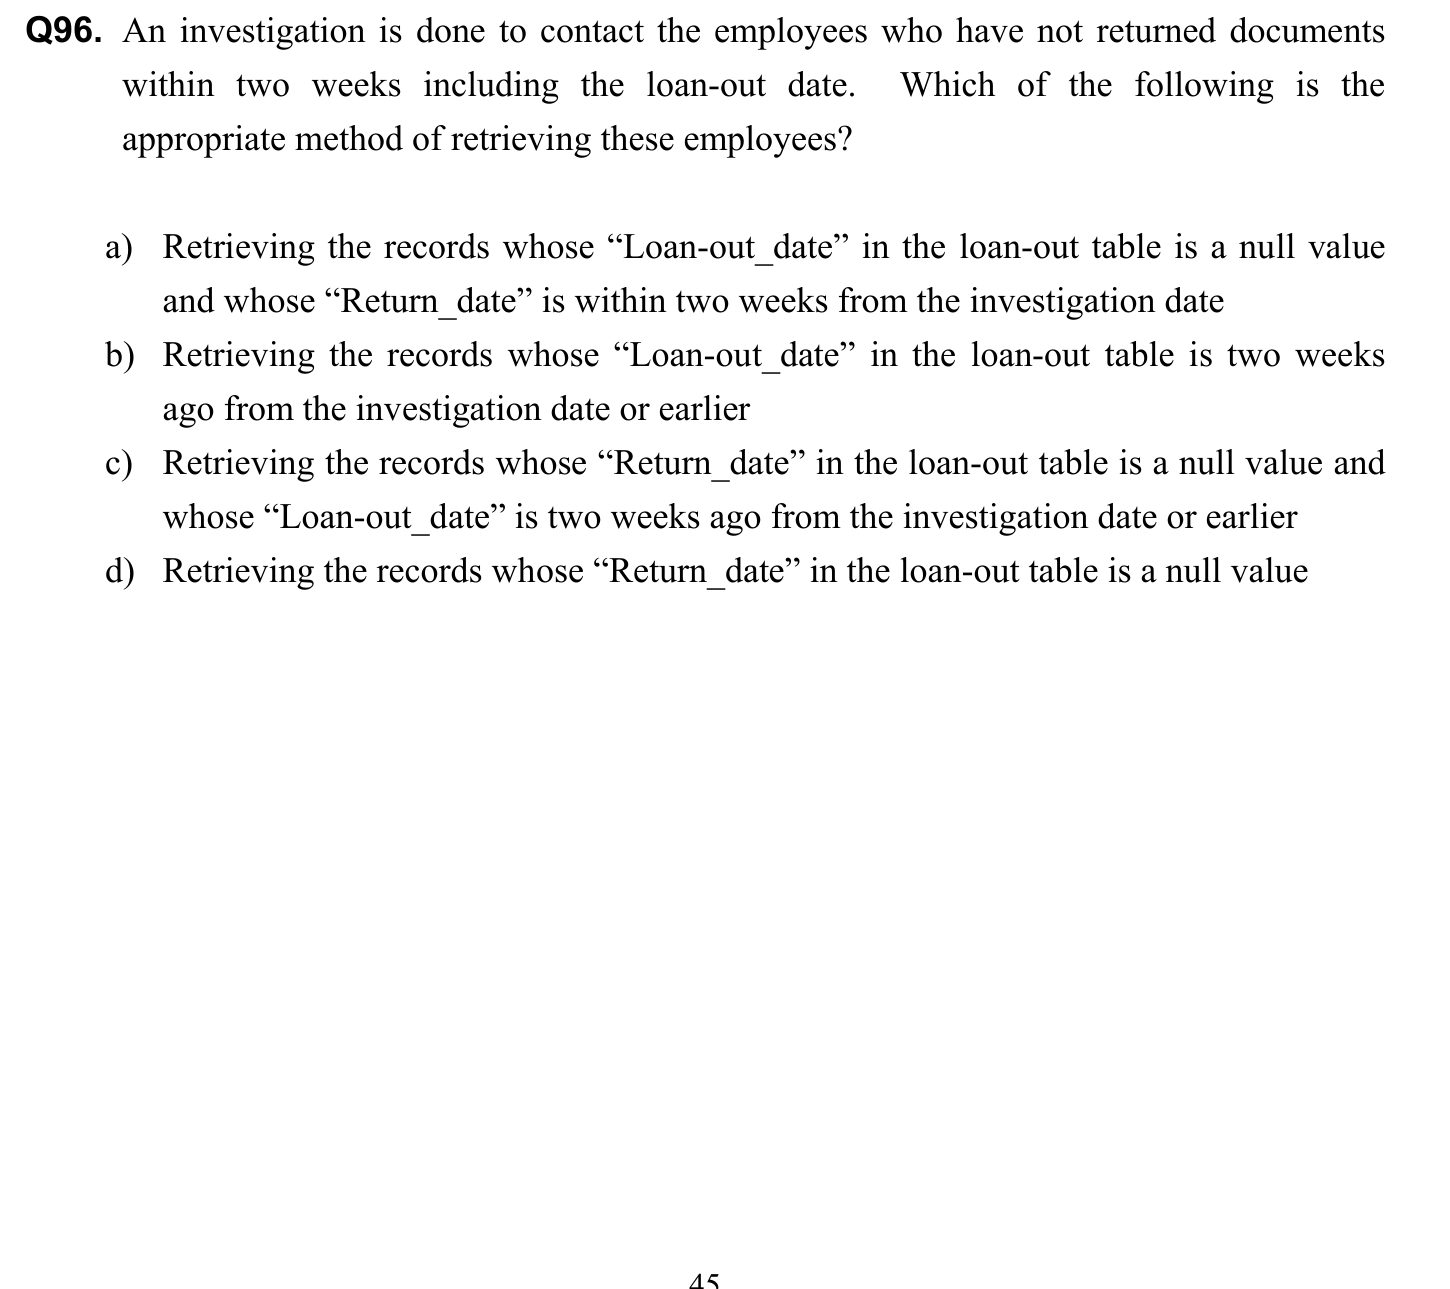 Q96. An investigation is done to contact the employees who have not returned documents
within two weeks including the loan-out date. Which of the following is the
appropriate method of retrieving these employees?
a) Retrieving the records whose “Loan-out_date” in the loan-out table is a null value
and whose “Return_date” is within two weeks from the investigation date
b) Retrieving the records whose “Loan-out_date” in the loan-out table is two weeks
ago from the investigation date or earlier
c) Retrieving the records whose “Return_date” in the loan-out table is a null value and
whose “Loan-out_date” is two weeks ago from the investigation date or earlier
d) Retrieving the records whose “Return_date” in the loan-out table is a null value
45